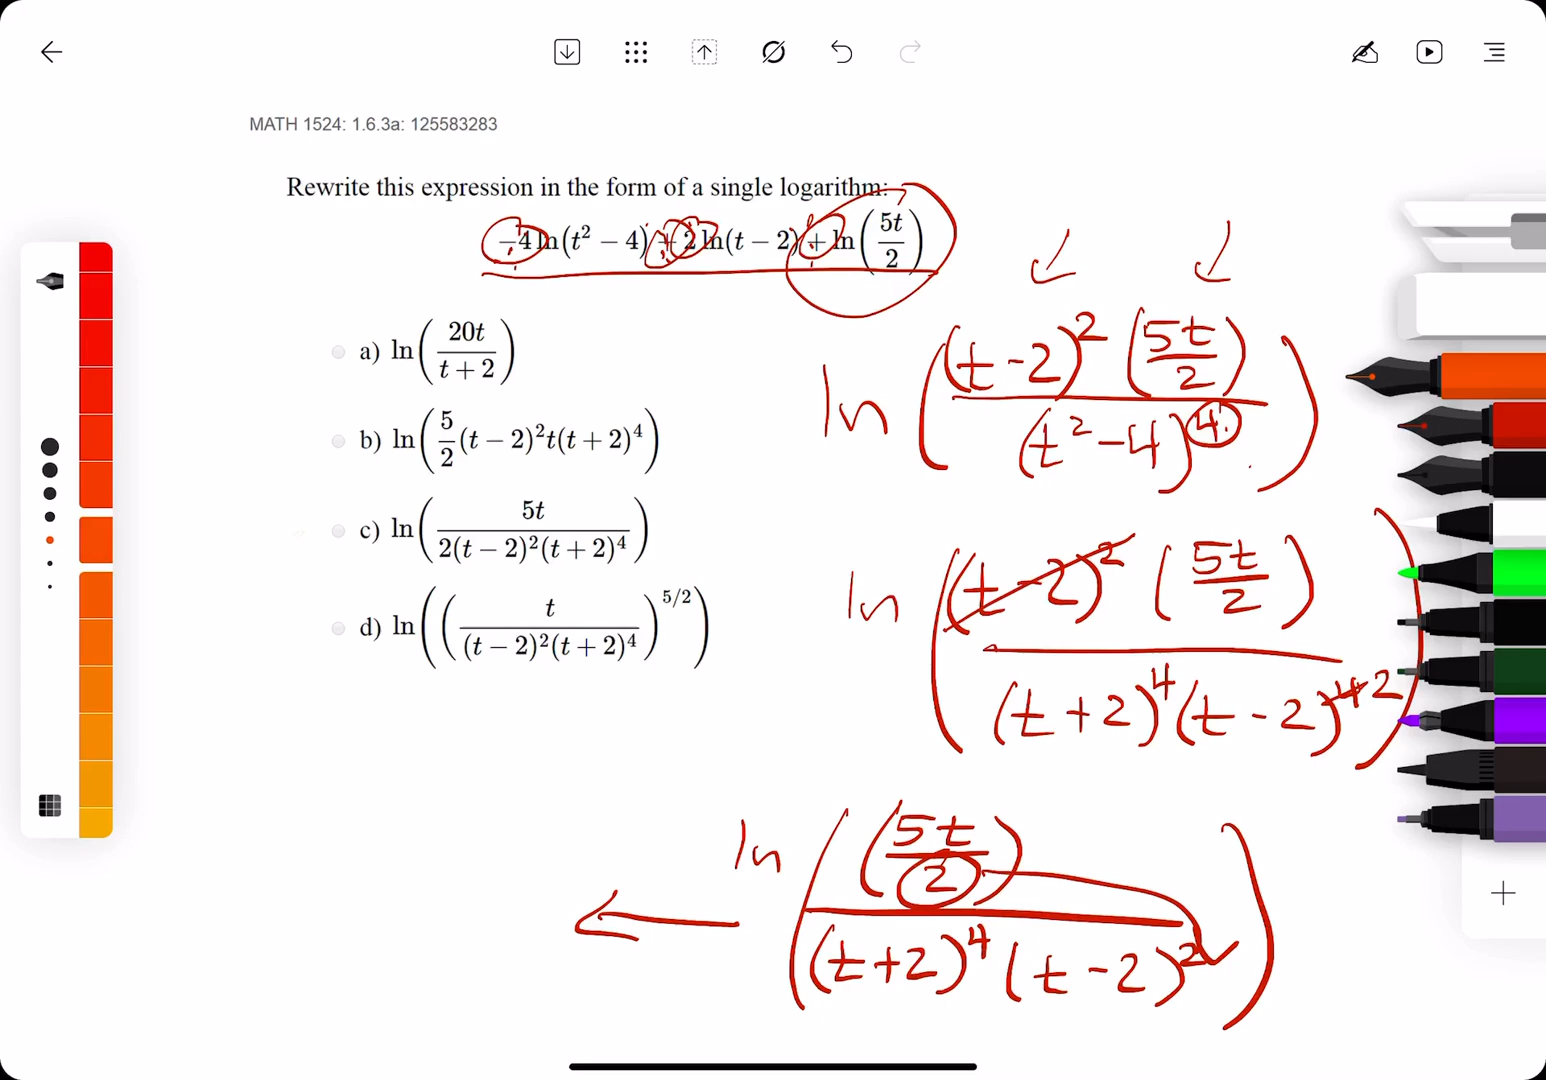 MATH 1524: 1.6.3a: 125583283
Rewrite this expression in the form of a single logarithm:
−4 ln(t² − 4) + 2 ln(t − 2) + ln(5t/2)
a) ln(20t/(t + 2))
b) ln(5/2 (t − 2)²t(t + 2)⁴)
c) ln(5t/(2(t − 2)²(t + 2)⁴))
d) ln((t/((t − 2)²(t + 2)⁴))^(5/2))
ln((t-2)² (5t/2)/(t²-4)⁴)
ln((t-2)² (5t/2)/((t+2)⁴(t-2)^4 2))
ln((5t/2)/((t+2)⁴(t-2)²))